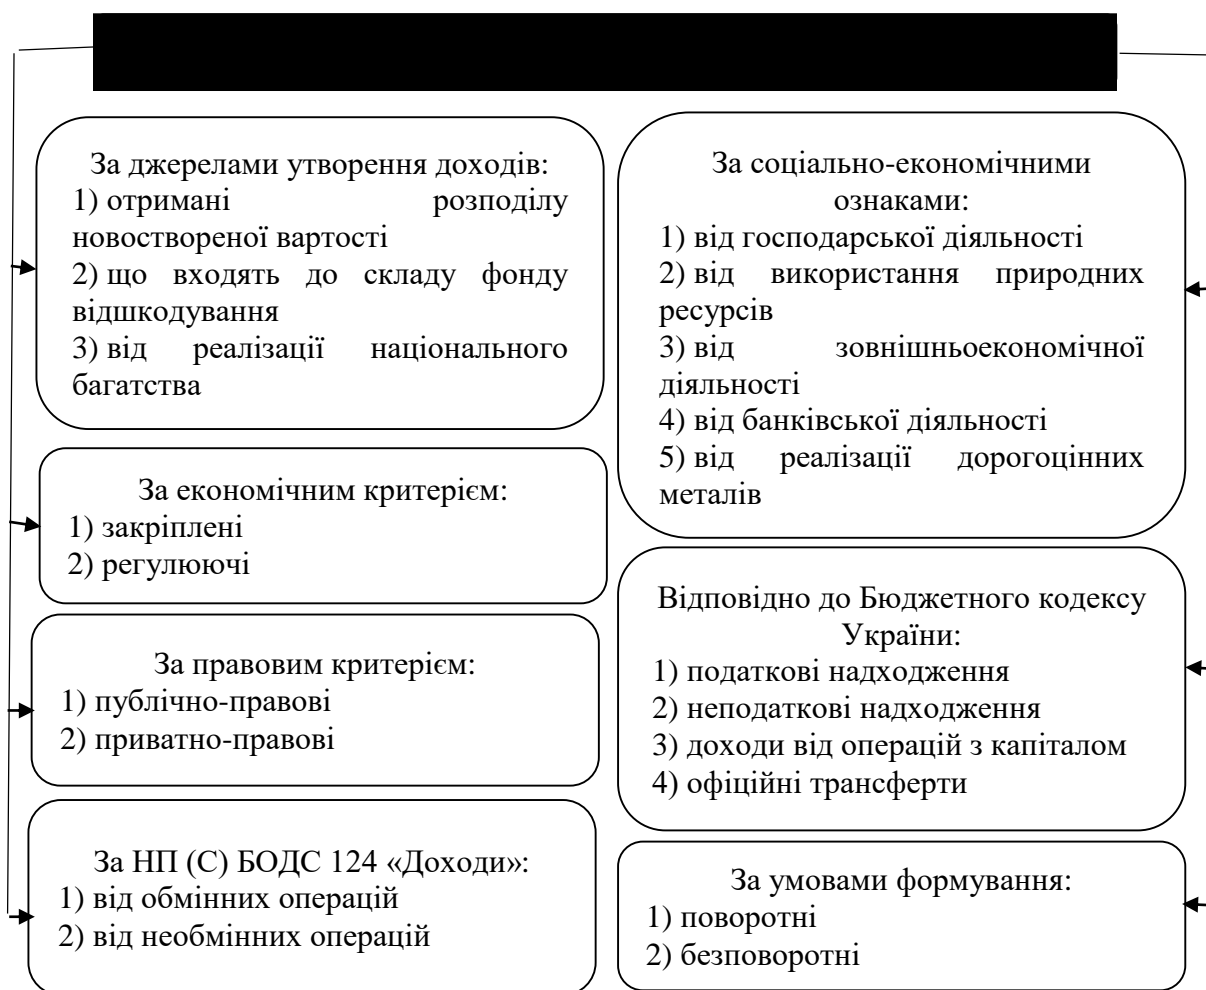 За джерелами утворення доходів:
1) отримані розподілу
новоствореної вартості
2) що входять до складу фонду
відшкодування
3) від реалізації національного
багатства
За економічним критерієм:
1) закріплені
2) регулюючі
За правовим критерієм:
1) публічно-правові
2) приватно-правові
За НП (С) БОДС 124 «Доходи»:
1) від обмінних операцій
2) від необмінних операцій
За соціально-економічними
ознаками:
1) від господарської діяльності
2) від використання природних
ресурсів
3) від зовнішньоекономічної
діяльності
4) від банківської діяльності
5) від реалізації дорогоцінних
металів
Відповідно до Бюджетного кодексу
України:
1) податкові надходження
2) неподаткові надходження
3) доходи від операцій з капіталом
4) офіційні трансферти
За умовами формування:
1) поворотні
2) безповоротні